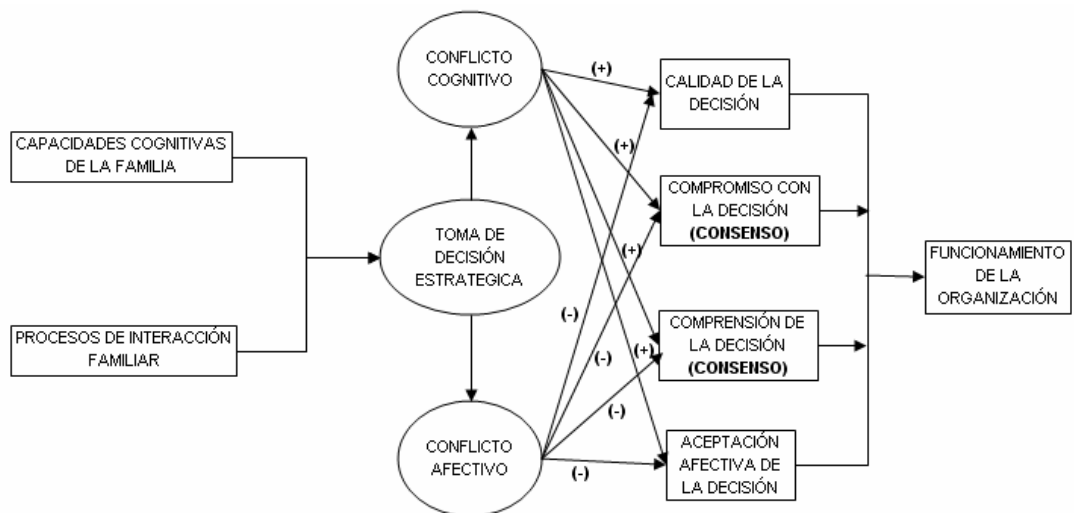 CONFLICTO
COGNITIVO
(+)
CALIDAD DE LA
DECISIÓN
CAPACIDADES COGNITIVAS
DE LA FAMILIA
(+)
COMPROMISO CON
LA DECISIÓN
(CONSENSO)
TOMA DE
DECISIÓN
ESTRATEGICA
(+)
FUNCIONAMIENTO
DE LA
ORGANIZACIÓN
PROCESOS DE INTERACCIÓN
FAMILIAR
(-)
COMPRENSIÓN DE
LA DECISIÓN
(CONSENSO)
(+)
(-)
(-)
CONFLICTO
AFECTIVO
(-)
ACEPTACIÓN
AFECTIVA DE
LA DECISIÓN